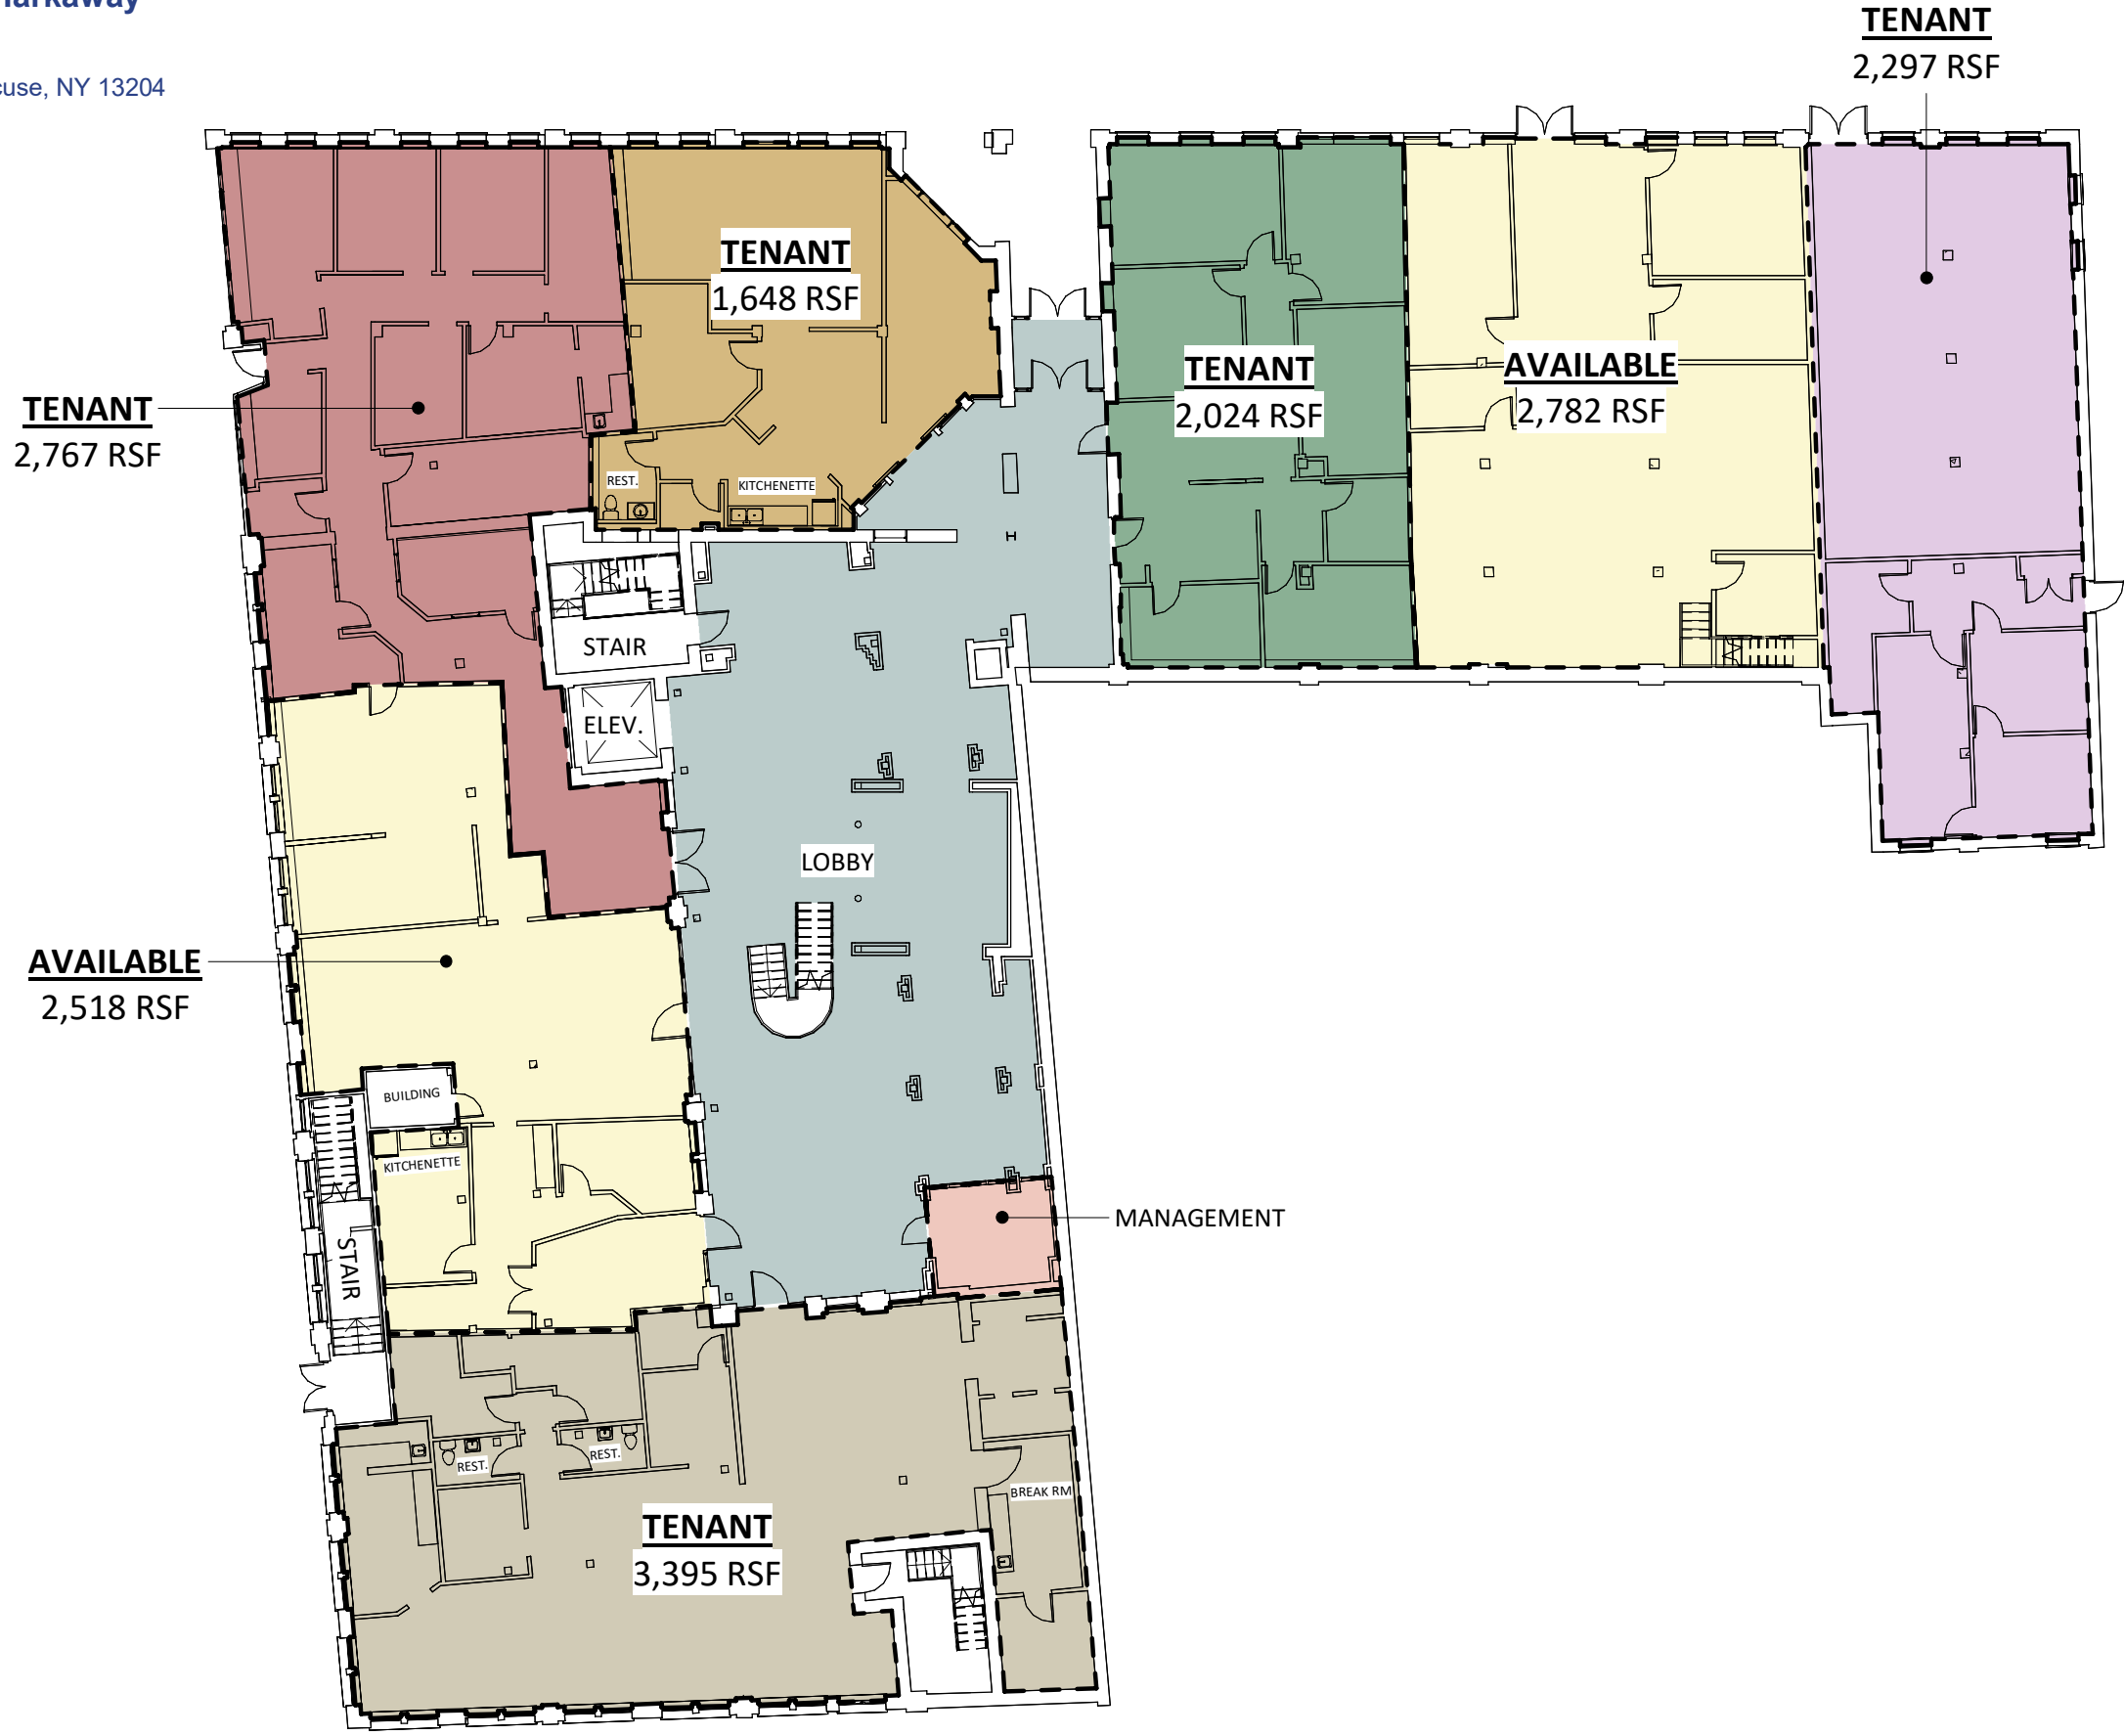 TENANT
2,297 RSF
cuse, NY 13204
TENANT
1,648 RSF
TENANT
2,024 RSF
AVAILABLE
2,782 RSF
TENANT
2,767 RSF
REST.
KITCHENETTE
STAIR
ELEV.
LOBBY
AVAILABLE
2,518 RSF
BUILDING
KITCHENETTE
STAIR
MANAGEMENT
REST.
REST.
BREAK RM
TENANT
3,395 RSF